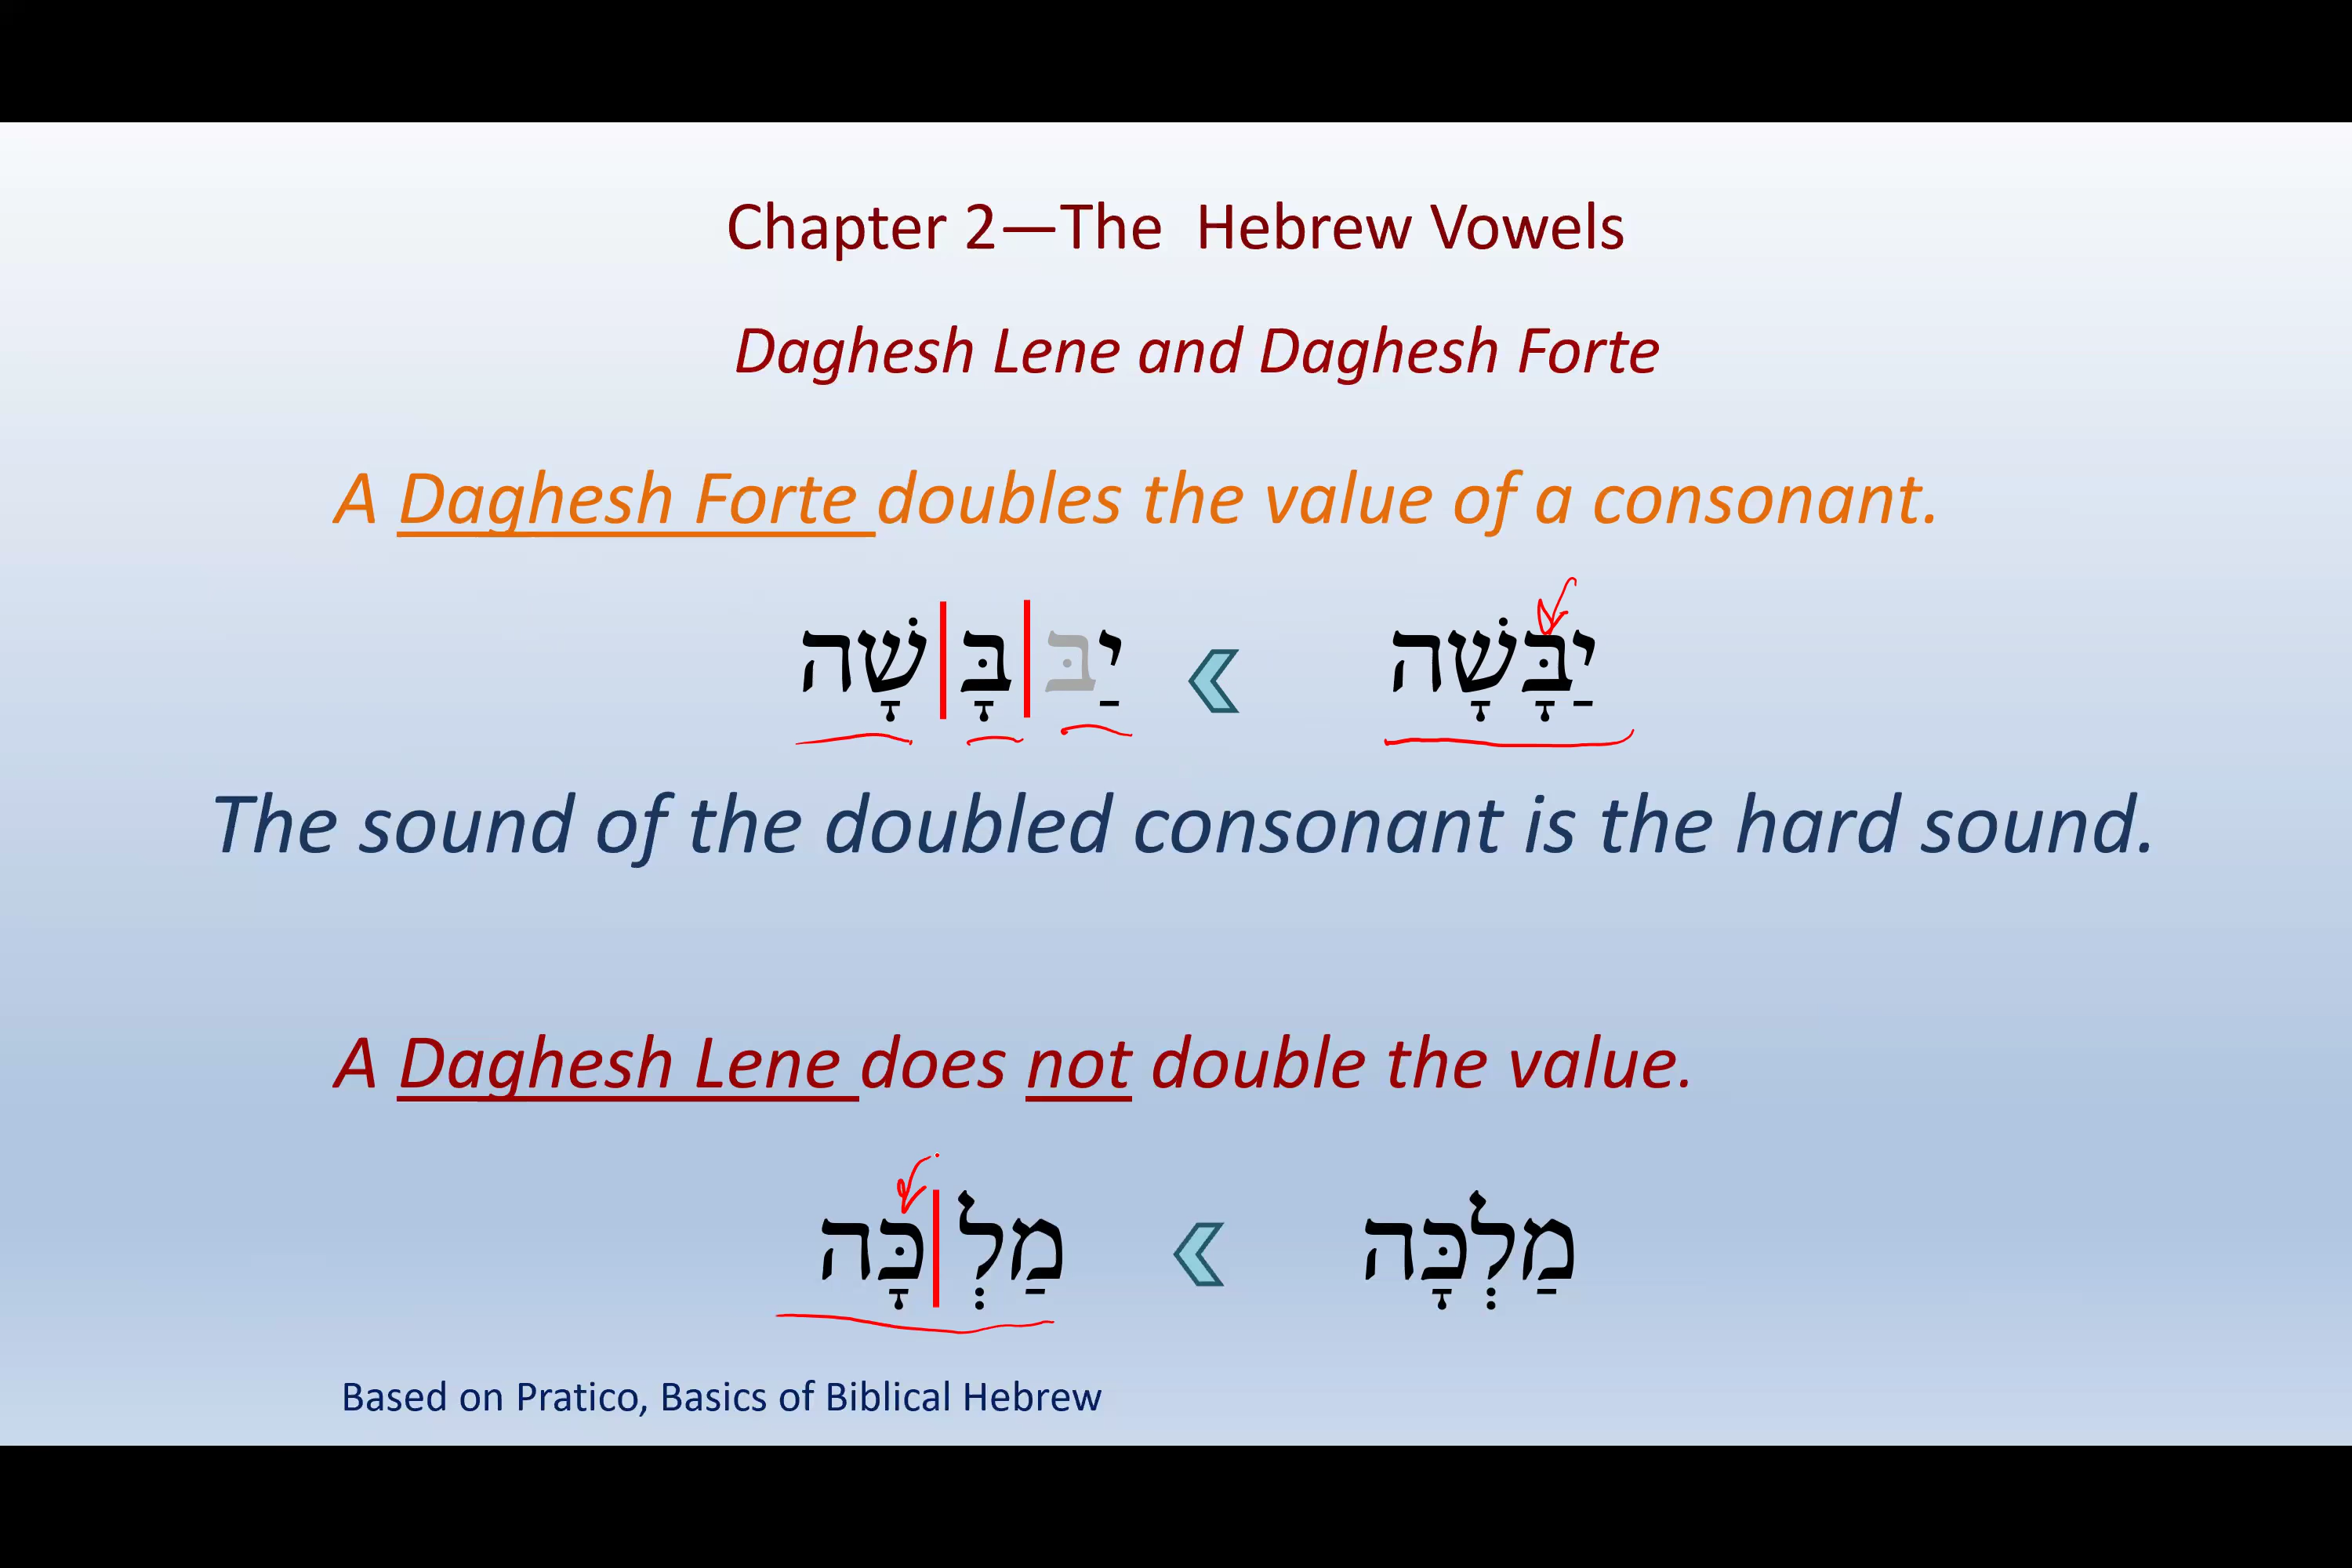 Chapter 2—The Hebrew Vowels
Daghesh Lene and Daghesh Forte
A Daghesh Forte doubles the value of a consonant.
יַבָּשָׁה » יַבּ|בָּ|שָׁה
The sound of the doubled consonant is the hard sound.
A Daghesh Lene does not double the value.
מַלְכָּה » מַלְ|כָּה
Based on Pratico, Basics of Biblical Hebrew